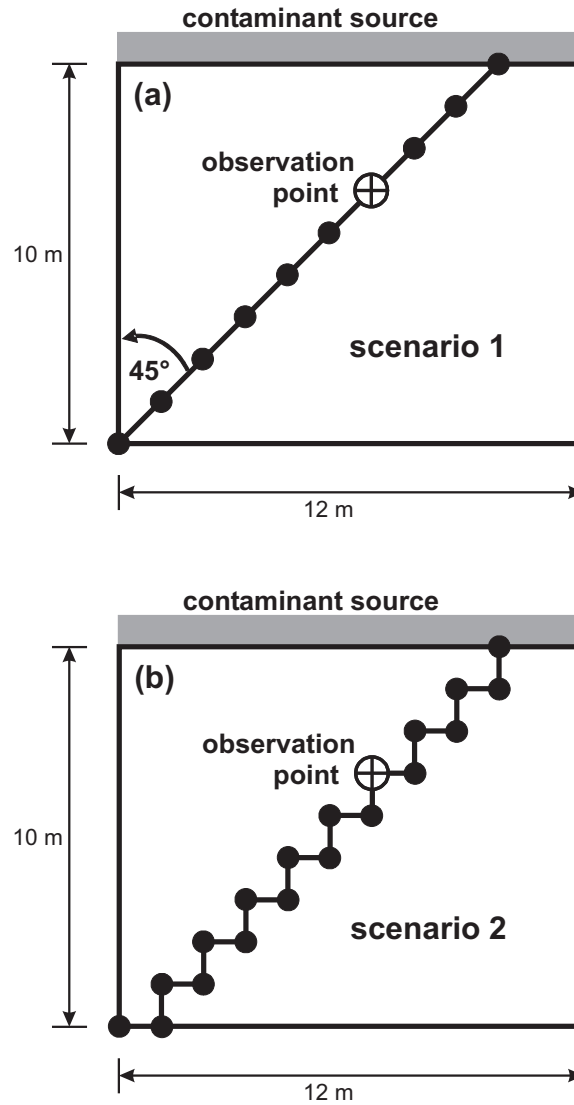 contaminant source
(a)
observation
point
10 m
scenario 1
45°
12 m
contaminant source
(b)
observation
point
10 m
scenario 2
12 m